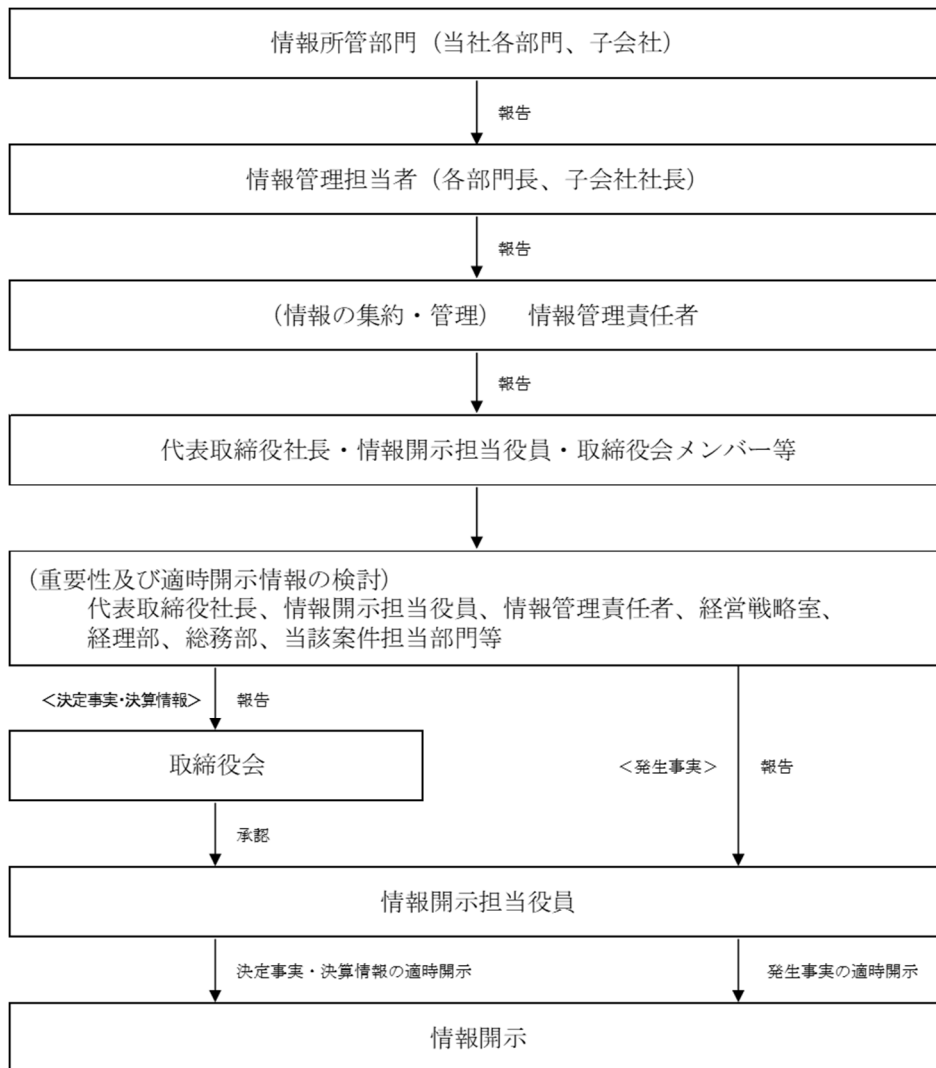 情報所管部門（当社各部門、子会社）
報告
情報管理担当者（各部門長、子会社社長）
報告
（情報の集約・管理）　情報管理責任者
報告
代表取締役社長・情報開示担当役員・取締役会メンバー等
（重要性及び適時開示情報の検討）
代表取締役社長、情報開示担当役員、情報管理責任者、経営戦略室、
経理部、総務部、当該案件担当部門等
＜決定事実・決算情報＞　報告
取締役会
＜発生事実＞　報告
承認
情報開示担当役員
決定事実・決算情報の適時開示　発生事実の適時開示
情報開示